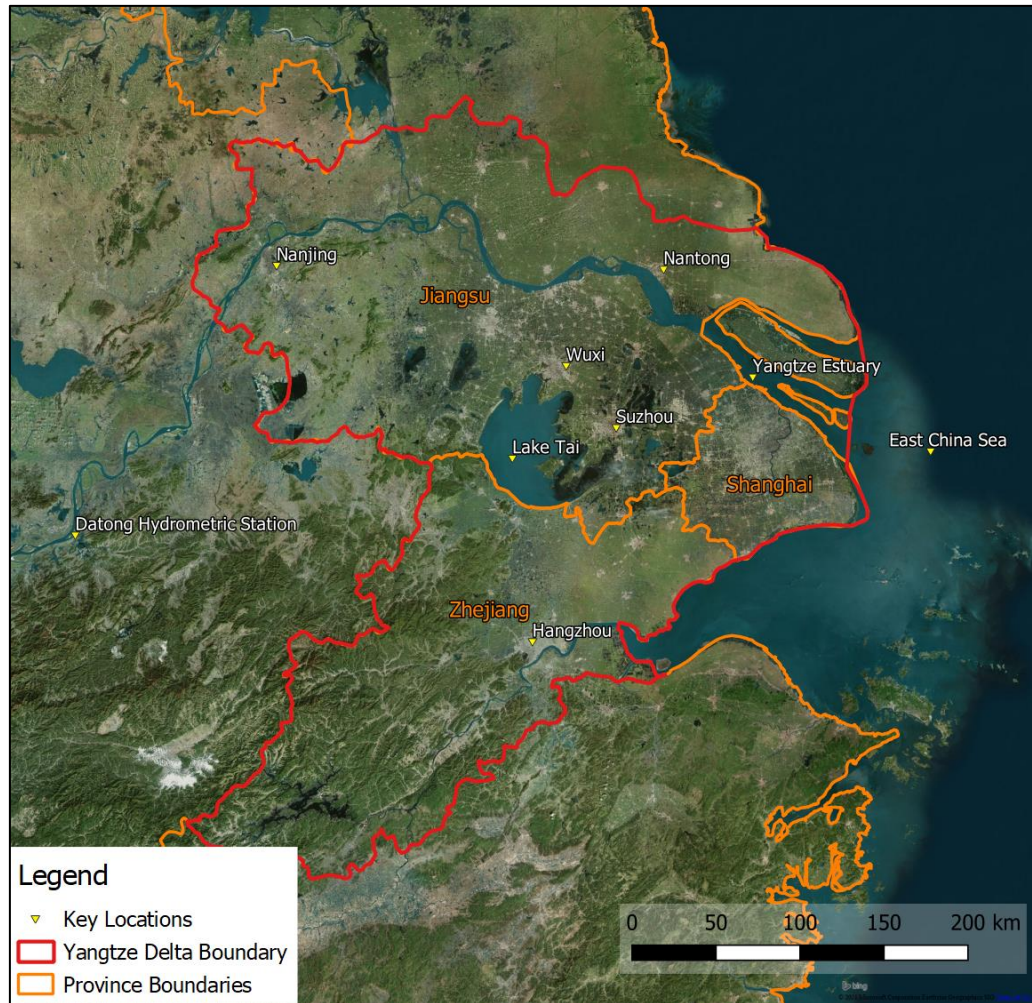 Nanjing
Nantong
Jiangsu
Wuxi
Yangtze Estuary
Suzhou
Lake Tai
East China Sea
Shanghai
Datong Hydrometric Station
Zhejiang
Hangzhou
Legend
Key Locations
Yangtze Delta Boundary
Province Boundaries
0 50 100 150 200 km
bing